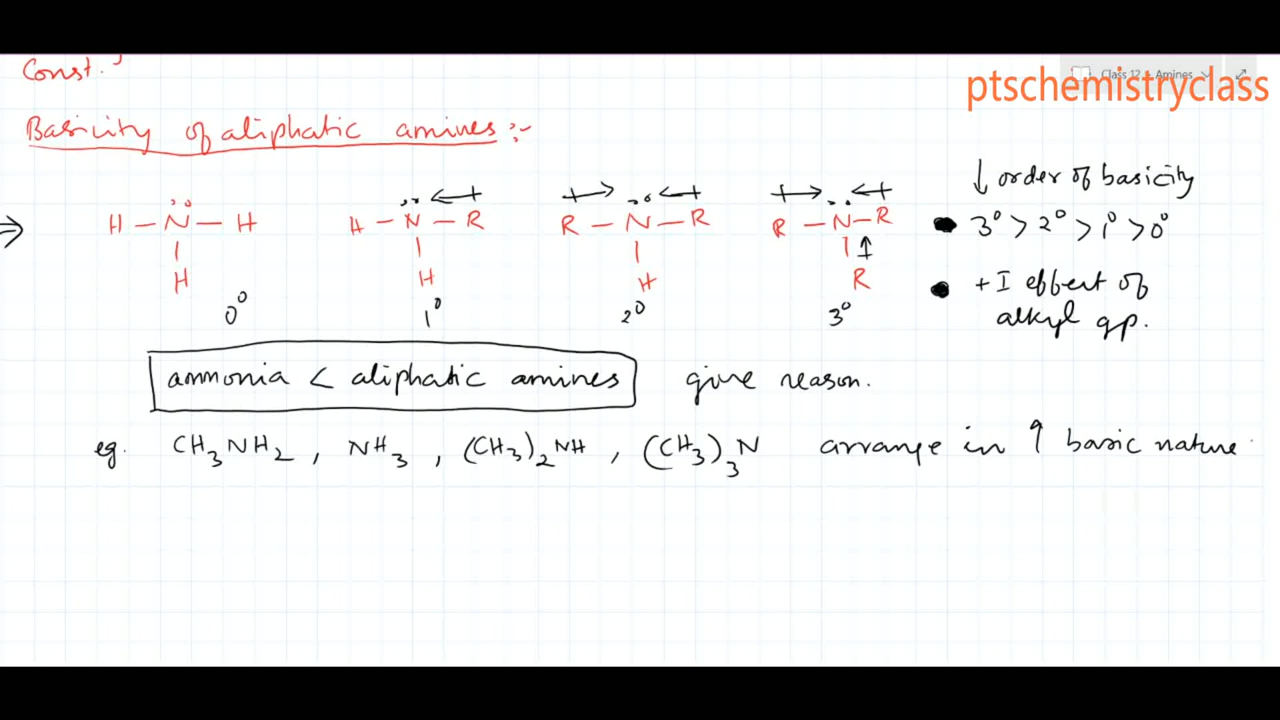 Const.
Class 12 - Amines
ptschemistryclass
Basicity of aliphatic amines :-
↓ order of basicity
⇒ H – N̈ – H   H – N̈ – R   R – N̈ – R   R – N̈ – R   3° > 2° > 1° > 0°
H   H   H   R   + I effect of
0°   1°   2°   3°   alkyl gp.
ammonia < aliphatic amines   give reason.
eg. CH₃NH₂ , NH₃ , (CH₃)₂NH , (CH₃)₃N   arrange in ↑ basic nature